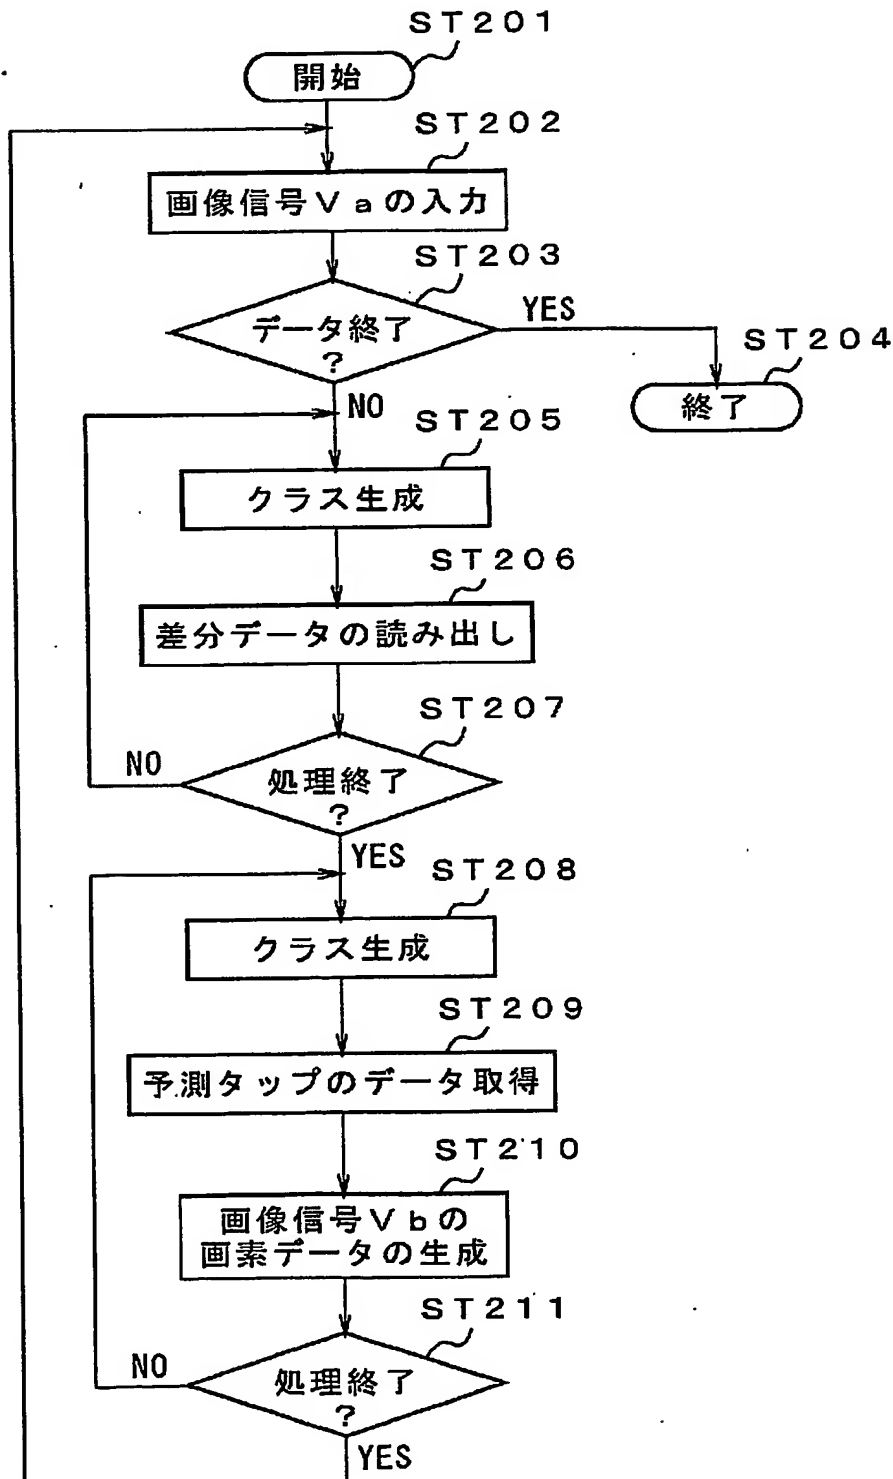 ST201
開始
ST202
画像信号Vaの入力
ST203
データ終了
?
YES
ST204
終了
NO
ST205
クラス生成
ST206
差分データの読み出し
ST207
処理終了
?
NO
YES
ST208
クラス生成
ST209
予測タップのデータ取得
ST210
画像信号Vbの
画素データの生成
ST211
処理終了
?
NO
YES